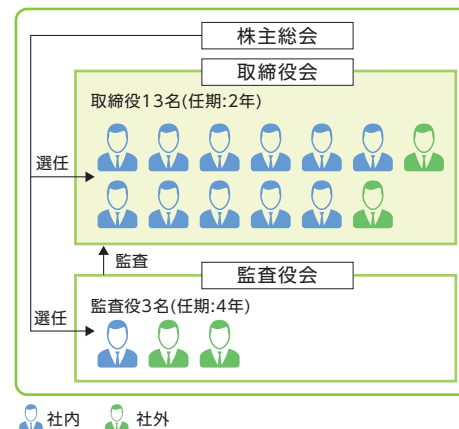 株主総会
取締役会
取締役13名(任期:2年)
選任
監査
監査役会
選任
監査役3名(任期:4年)
社内 社外